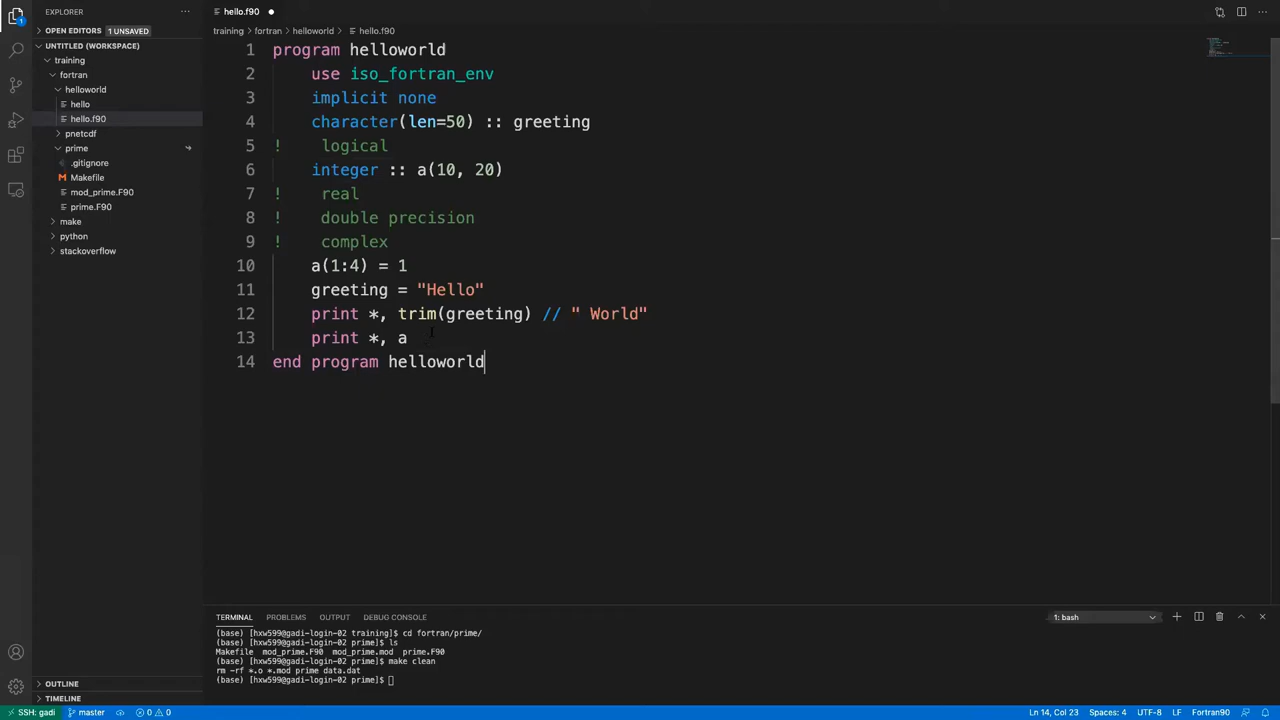 EXPLORER
OPEN EDITORS 1 UNSAVED
UNTITLED (WORKSPACE)
training
fortran
helloworld
hello
hello.f90
pnetcdf
prime
.gitignore
Makefile
mod_prime.F90
prime.F90
make
python
stackoverflow
OUTLINE
TIMELINE
1
hello.f90
training > fortran > helloworld > hello.f90
1 program helloworld
2 use iso_fortran_env
3 implicit none
4 character(len=50) :: greeting
5 ! logical
6 integer :: a(10, 20)
7 ! real
8 ! double precision
9 ! complex
10 a(1:4) = 1
11 greeting = "Hello"
12 print *, trim(greeting) // " World"
13 print *, a
14 end program helloworld
TERMINAL PROBLEMS OUTPUT DEBUG CONSOLE 1: bash
(base) [hxw599@gadi-login-02 training]$ cd fortran/prime/
(base) [hxw599@gadi-login-02 prime]$ ls
Makefile mod_prime.F90 mod_prime.mod prime.F90
(base) [hxw599@gadi-login-02 prime]$ make clean
rm -rf *.o *.mod prime data.dat
(base) [hxw599@gadi-login-02 prime]$
SSH: gadi master 0 0 Ln 14, Col 23 Spaces: 4 UTF-8 LF Fortran90